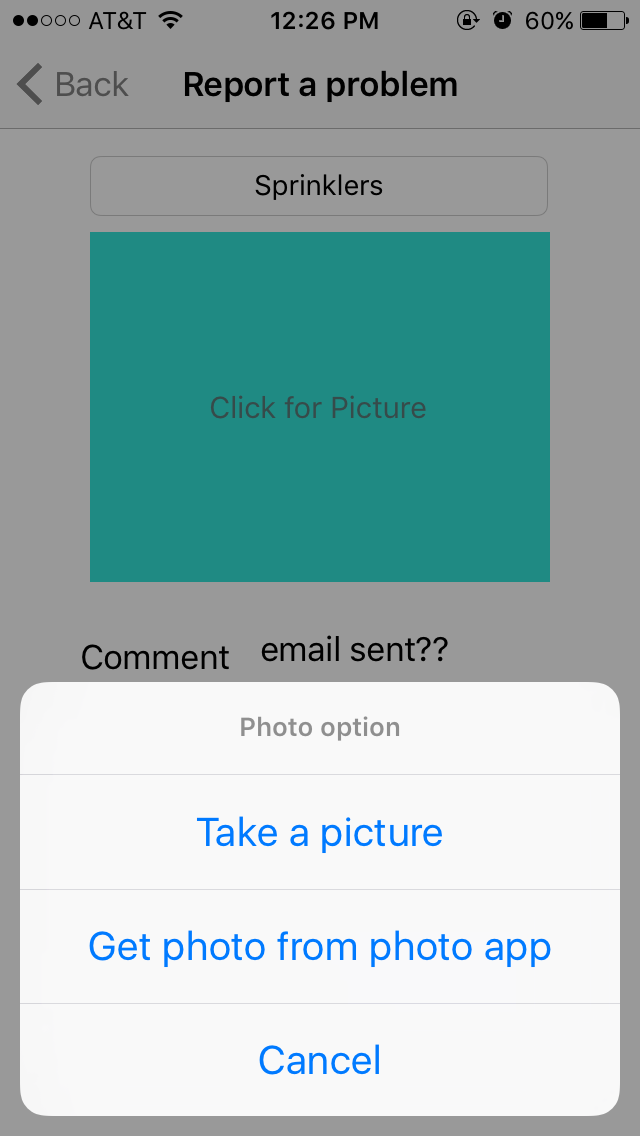 AT&T 12:26 PM 60%
Back Report a problem
Sprinklers
Click for Picture
Comment email sent??
Photo option
Take a picture
Get photo from photo app
Cancel